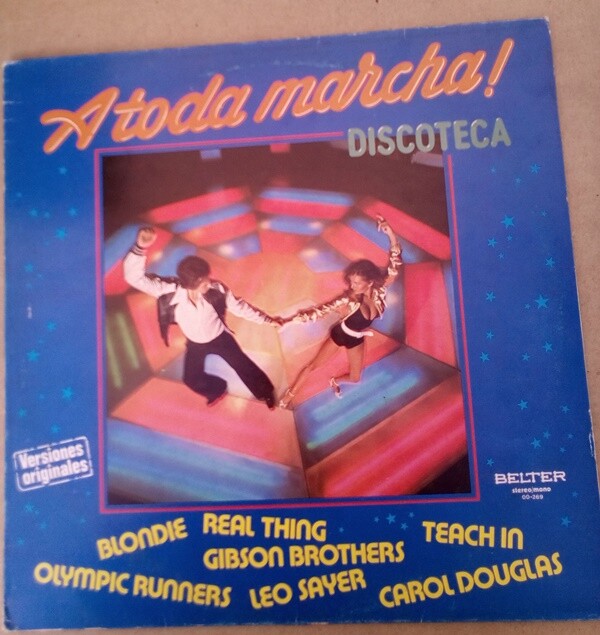 A toda marcha!
DISCOTECA
Versiones
originales
BELTER
stereo/mono
00-369
BLONDIE REAL THING TEACH IN
GIBSON BROTHERS
OLYMPIC RUNNERS LEO SAYER CAROL DOUGLAS